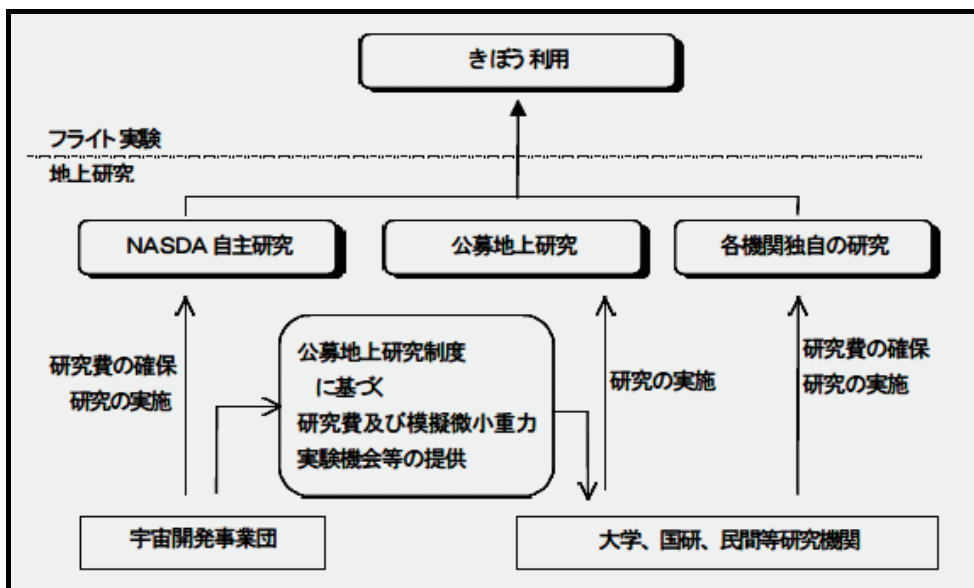 きぼう利用
フライト実験
地上研究
NASDA 自主研究
公募地上研究
各機関独自の研究
研究費の確保
研究の実施
公募地上研究制度
に基づく
研究費及び模擬微小重力
実験機会等の提供
研究の実施
研究費の確保
研究の実施
宇宙開発事業団
大学、国研、民間等研究機関